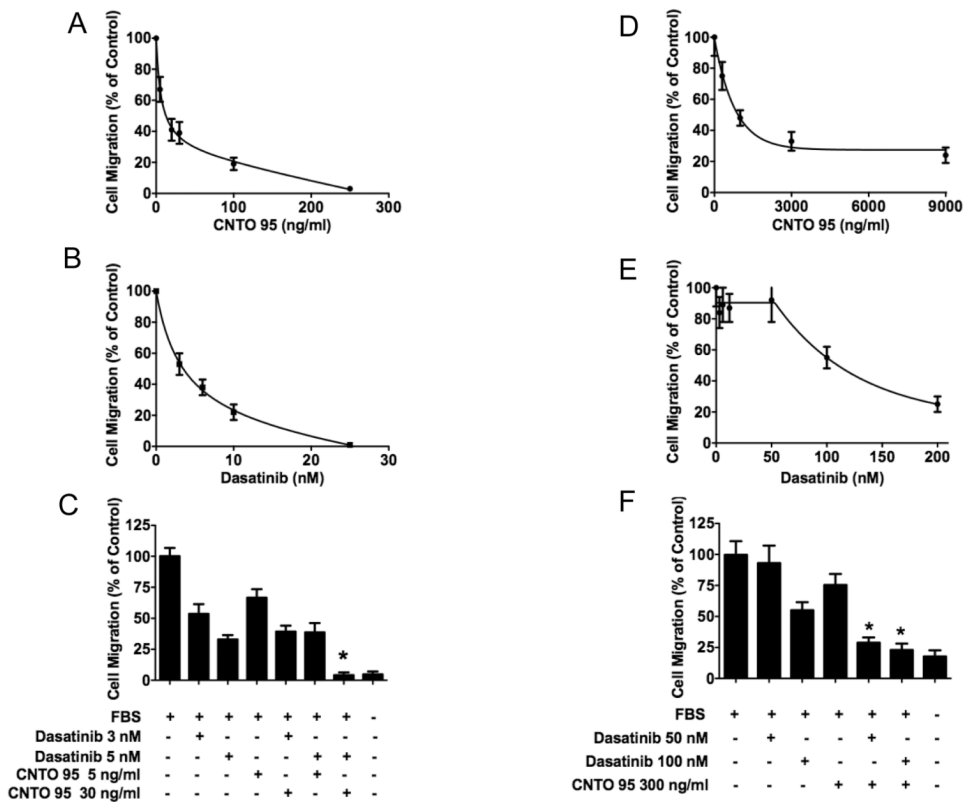 A
Cell Migration (% of Control)
100
80
60
40
20
0
0 100 200 300
CNTO 95 (ng/ml)
B
Cell Migration (% of Control)
100
80
60
40
20
0
0 10 20 30
Dasatinib (nM)
C
Cell Migration (% of Control)
125
100
75
50
25
0
*
FBS + + + + + + + -
Dasatinib 3 nM - + - - + - - -
Dasatinib 5 nM - - + - - + + -
CNTO 95 5 ng/ml - - - + - + - -
CNTO 95 30 ng/ml - - - - + - + -
D
Cell Migration (% of Control)
100
80
60
40
20
0
0 3000 6000 9000
CNTO 95 (ng/ml)
E
Cell Migration (% of Control)
100
80
60
40
20
0
0 50 100 150 200
Dasatinib (nM)
F
Cell Migration (% of Control)
125
100
75
50
25
0
* *
FBS + + + + + + -
Dasatinib 50 nM - + - - + - -
Dasatinib 100 nM - - + - - + -
CNTO 95 300 ng/ml - - - + + + -